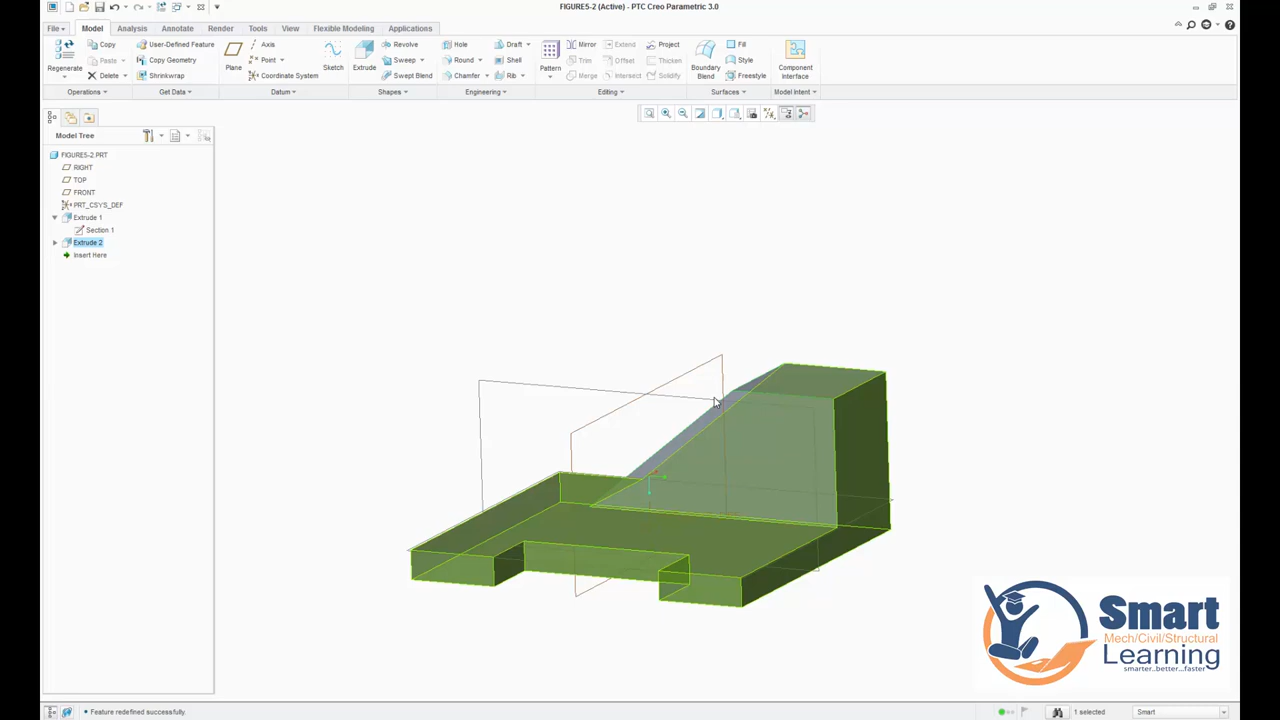 FIGURE5-2 (Active) - PTC Creo Parametric 3.0
File Model Analysis Annotate Render Tools View Flexible Modeling Applications
Regenerate
Copy
Paste
Delete
Operations
User-Defined Feature
Copy Geometry
Shrinkwrap
Get Data
Plane
Axis
Point
Coordinate System
Sketch
Datum
Extrude
Revolve
Sweep
Swept Blend
Shapes
Hole
Round
Chamfer
Draft
Shell
Rib
Engineering
Pattern
Mirror
Trim
Merge
Extend
Offset
Intersect
Project
Thicken
Solidify
Editing
Boundary
Blend
Fill
Style
Freestyle
Surfaces
Component
Interface
Model Intent
Model Tree
FIGURE5-2.PRT
RIGHT
TOP
FRONT
PRT_CSYS_DEF
Extrude 1
Section 1
Extrude 2
Insert Here
Smart
Mech/Civil/Structural
Learning
smarter..better...faster
Feature redefined successfully.
1 selected
Smart